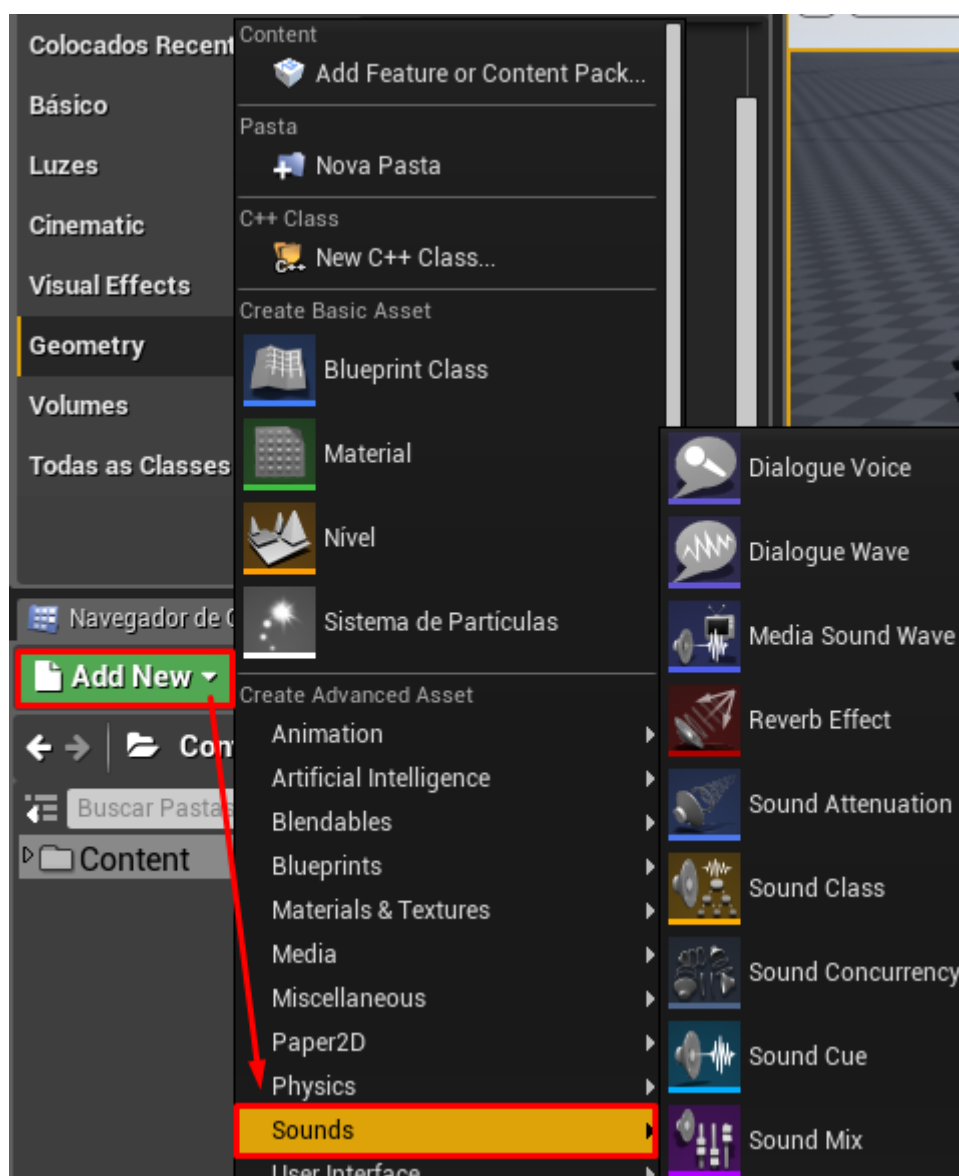 Colocados Recent
Básico
Luzes
Cinematic
Visual Effects
Geometry
Volumes
Todas as Classes
Navegador de
Add New
Con
Buscar Pastas
Content
Content
Add Feature or Content Pack...
Pasta
Nova Pasta
C++ Class
C++
New C++ Class...
Create Basic Asset
Blueprint Class
Material
Nível
Sistema de Partículas
Create Advanced Asset
Animation
Artificial Intelligence
Blendables
Blueprints
Materials & Textures
Media
Miscellaneous
Paper2D
Physics
Sounds
User Interface
Dialogue Voice
Dialogue Wave
Media Sound Wave
Reverb Effect
Sound Attenuation
Sound Class
Sound Concurrency
Sound Cue
Sound Mix